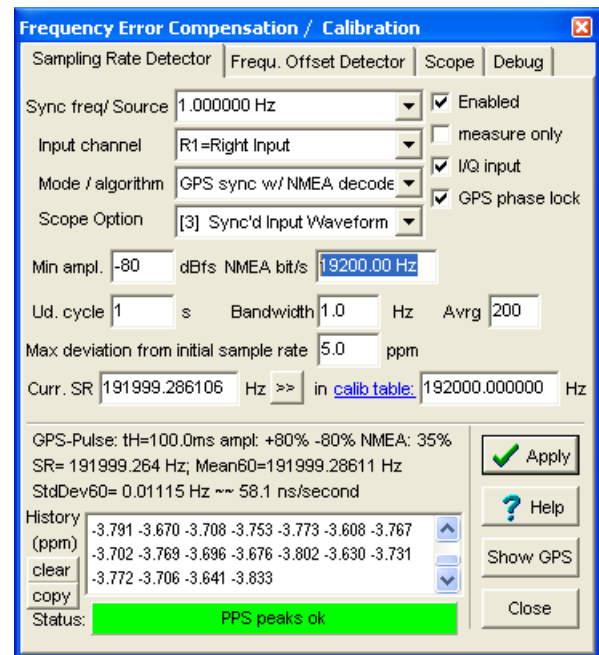 Frequency Error Compensation / Calibration
Sampling Rate Detector Frequ. Offset Detector Scope Debug
Sync freq/ Source 1.000000 Hz Enabled
Input channel R1=Right Input measure only
I/Q input
Mode / algorithm GPS sync w/ NMEA decode GPS phase lock
Scope Option [3] Sync'd Input Waveform
Min ampl. -80 dBfs NMEA bit/s 19200.00 Hz
Ud. cycle 1 s Bandwidth 1.0 Hz Avrg 200
Max deviation from initial sample rate 5.0 ppm
Curr. SR 191999.286106 Hz >> in calib table: 192000.000000 Hz
GPS-Pulse: tH=100.0ms ampl: +80% -80% NMEA: 35%
SR= 191999.264 Hz; Mean60=191999.28611 Hz
StdDev60= 0.01115 Hz ~~ 58.1 ns/second
History
(ppm)
clear
copy
-3.791 -3.670 -3.708 -3.753 -3.773 -3.608 -3.767
-3.702 -3.769 -3.696 -3.676 -3.802 -3.630 -3.731
-3.772 -3.706 -3.641 -3.833
Status: PPS peaks ok
Apply
? Help
Show GPS
Close